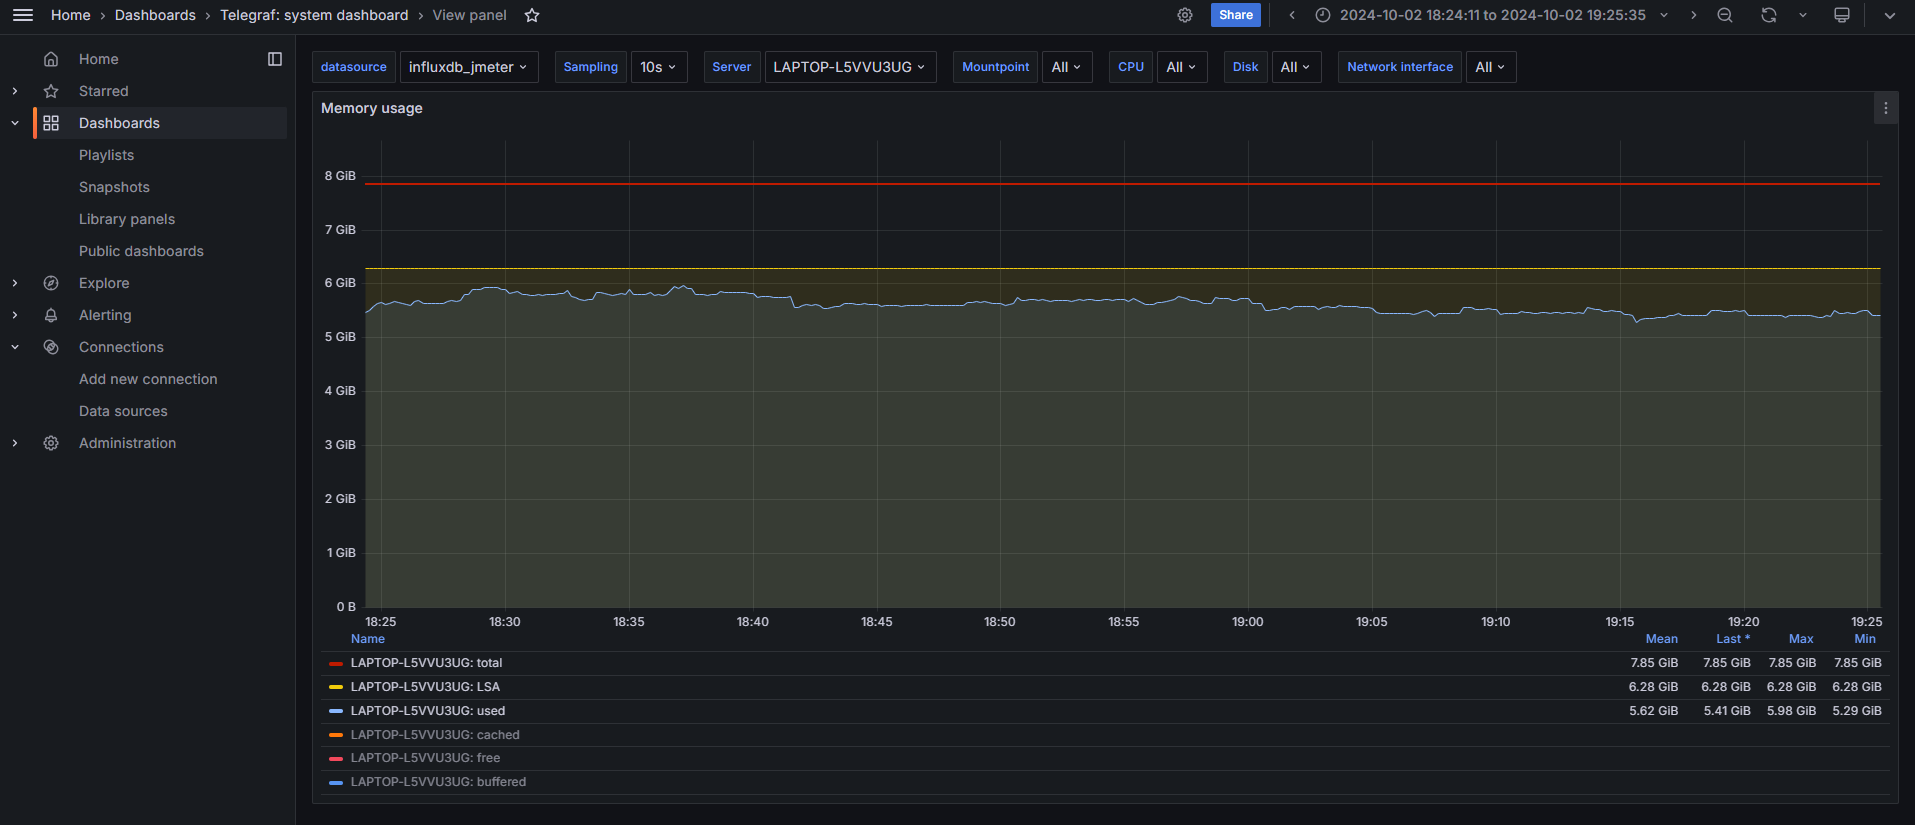 Home › Dashboards › Telegraf: system dashboard › View panel
Share
2024-10-02 18:24:11 to 2024-10-02 19:25:35
Home
Starred
Dashboards
Playlists
Snapshots
Library panels
Public dashboards
Explore
Alerting
Connections
Add new connection
Data sources
Administration
datasource influxdb_jmeter Sampling 10s Server LAPTOP-L5VVU3UG Mountpoint All CPU All Disk All Network interface All
Memory usage
8 GiB
7 GiB
6 GiB
5 GiB
4 GiB
3 GiB
2 GiB
1 GiB
0 B
18:25 18:30 18:35 18:40 18:45 18:50 18:55 19:00 19:05 19:10 19:15 19:20 19:25
Name Mean Last * Max Min
LAPTOP-L5VVU3UG: total 7.85 GiB 7.85 GiB 7.85 GiB 7.85 GiB
LAPTOP-L5VVU3UG: LSA 6.28 GiB 6.28 GiB 6.28 GiB 6.28 GiB
LAPTOP-L5VVU3UG: used 5.62 GiB 5.41 GiB 5.98 GiB 5.29 GiB
LAPTOP-L5VVU3UG: cached
LAPTOP-L5VVU3UG: free
LAPTOP-L5VVU3UG: buffered